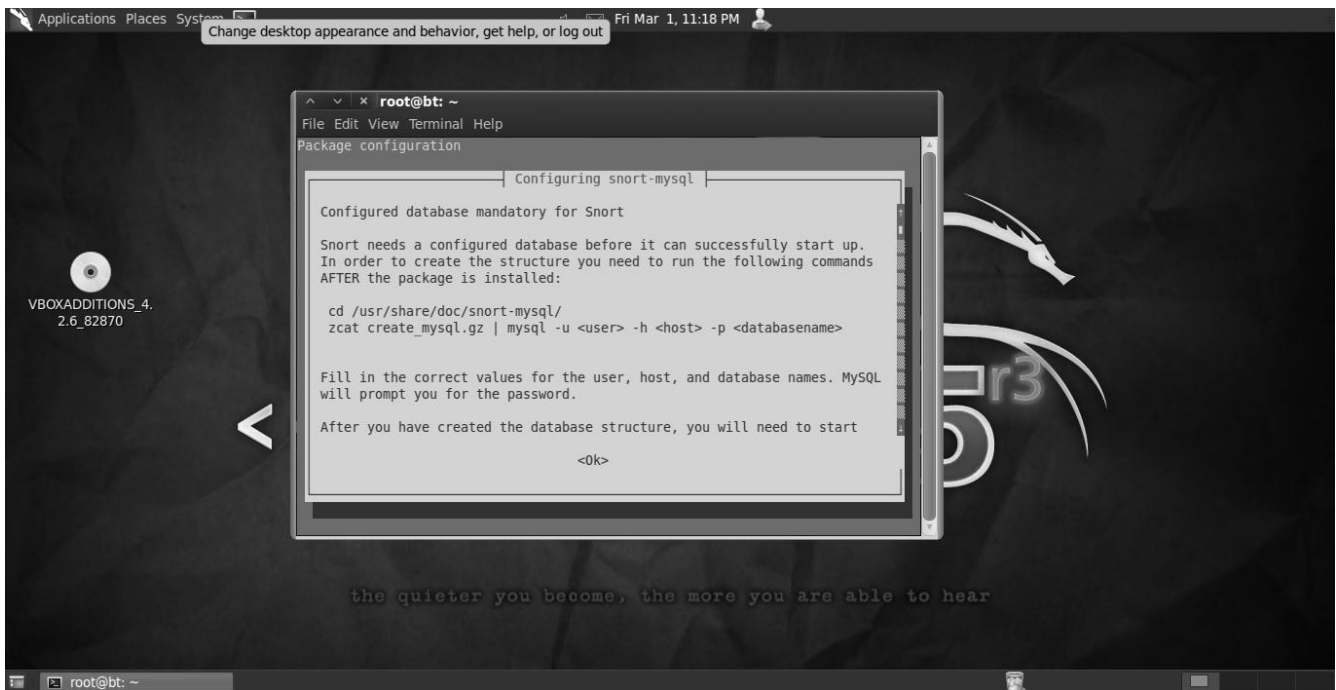 Applications Places System
Fri Mar 1, 11:18 PM
Change desktop appearance and behavior, get help, or log out
root@bt: ~
File Edit View Terminal Help
Package configuration
Configuring snort-mysql
Configured database mandatory for Snort
Snort needs a configured database before it can successfully start up.
In order to create the structure you need to run the following commands
AFTER the package is installed:
cd /usr/share/doc/snort-mysql/
zcat create_mysql.gz | mysql -u <user> -h <host> -p <databasename>
Fill in the correct values for the user, host, and database names. MySQL
will prompt you for the password.
After you have created the database structure, you will need to start
<Ok>
VBOXADDITIONS_4.
2.6_82870
<
5 r3
the quieter you become, the more you are able to hear
root@bt: ~